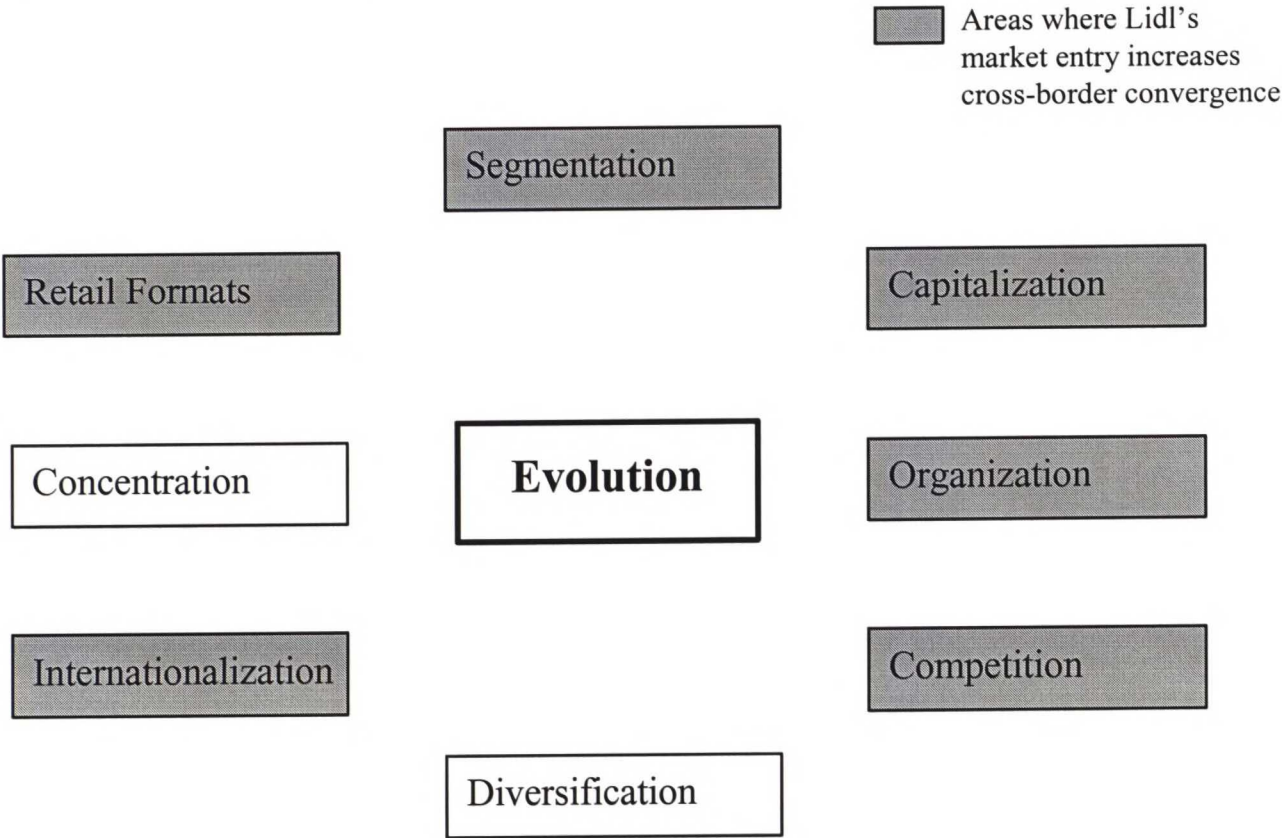 Areas where Lidl's
market entry increases
cross-border convergence
Segmentation
Retail Formats
Capitalization
Concentration
Evolution
Organization
Internationalization
Competition
Diversification